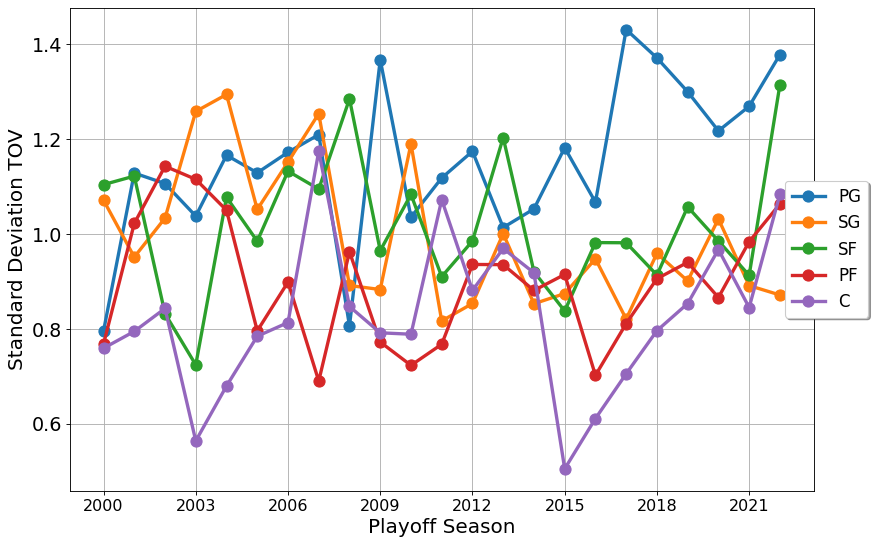 1.4
1.2
1.0
0.8
0.6
Standard Deviation TOV
2000 2003 2006 2009 2012 2015 2018 2021
Playoff Season
PG
SG
SF
PF
C